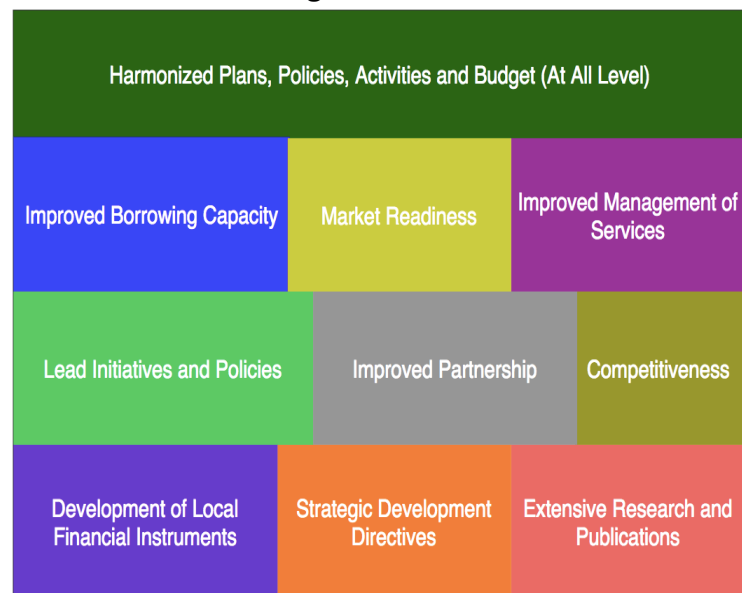 Harmonized Plans, Policies, Activities and Budget (At All Level)
Improved Borrowing Capacity
Market Readiness
Improved Management of
Services
Lead Initiatives and Policies
Improved Partnership
Competitiveness
Development of Local
Financial Instruments
Strategic Development
Directives
Extensive Research and
Publications